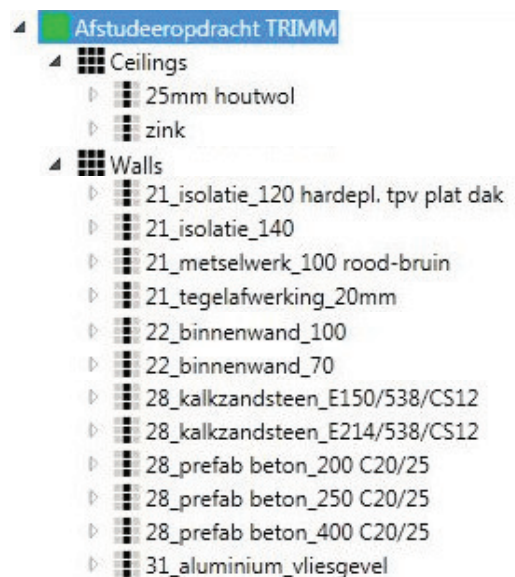 Afstudeeropdracht TRIMM
Ceilings
25mm houtwol
zink
Walls
21_isolatie_120 hardepl. tpv plat dak
21_isolatie_140
21_metselwerk_100 rood-bruin
21_tegelafwerking_20mm
22_binnenwand_100
22_binnenwand_70
28_kalkzandsteen_E150/538/CS12
28_kalkzandsteen_E214/538/CS12
28_prefab beton_200 C20/25
28_prefab beton_250 C20/25
28_prefab beton_400 C20/25
31_aluminium_vliesgevel